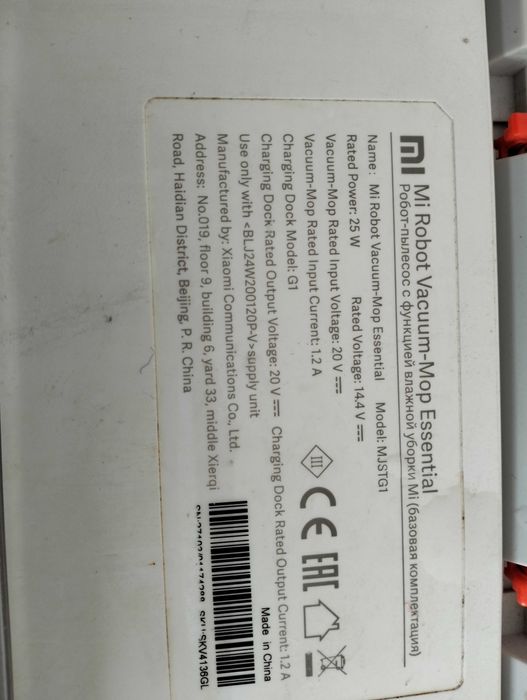 mi Mi Robot Vacuum-Mop Essential
Робот-пылесос с функцией влажной уборки Mi (базовая комплектация)
Name: Mi Robot Vacuum-Mop Essential Model: MJSTG1
Rated Power: 25 W Rated Voltage: 14.4 V
Vacuum-Mop Rated Input Voltage: 20 V
Vacuum-Mop Rated Input Current: 1.2 A
Charging Dock Model: G1
Charging Dock Rated Output Voltage: 20 V Charging Dock Rated Output Current: 1.2 A
Use only with <BLJ24W200120P-V>supply unit
Manufactured by: Xiaomi Communications Co., Ltd.
Address: No.019, floor 9, building 6, yard 33, middle Xierqi
Road, Haidian District, Beijing, P. R. China
III CE EAC
Made in China
SKU:SKV4136GL